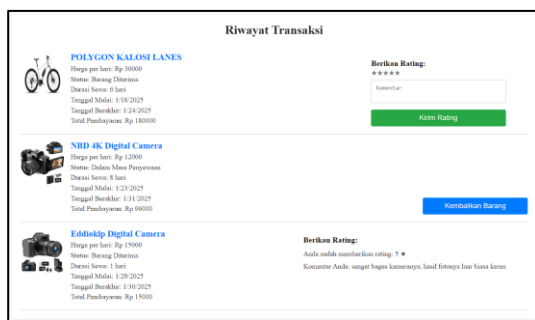 Riwayat Transaksi
POLYGON KALOSI LANES
Harga per hari: Rp 30000
Status: Barang Diterima
Durasi Sewa: 6 hari
Tanggal Mulai: 1/18/2025
Tanggal Berakhir: 1/24/2025
Total Pembayaran: Rp 180000
Berikan Rating:
★★★★★
Komentar
Kirim Rating
NBD 4K Digital Camera
Harga per hari: Rp 12000
Status: Dalam Masa Penyewaan
Durasi Sewa: 8 hari
Tanggal Mulai: 1/23/2025
Tanggal Berakhir: 1/31/2025
Total Pembayaran: Rp 96000
Kembalikan Barang
Eddioklp Digital Camera
Harga per hari: Rp 15000
Status: Barang Diterima
Durasi Sewa: 1 hari
Tanggal Mulai: 1/29/2025
Tanggal Berakhir: 1/30/2025
Total Pembayaran: Rp 15000
Berikan Rating:
Anda sudah memberikan rating: 5 ★
Komentar Anda: sangat bagus kameranya, hasil fotonya luar biasa keren